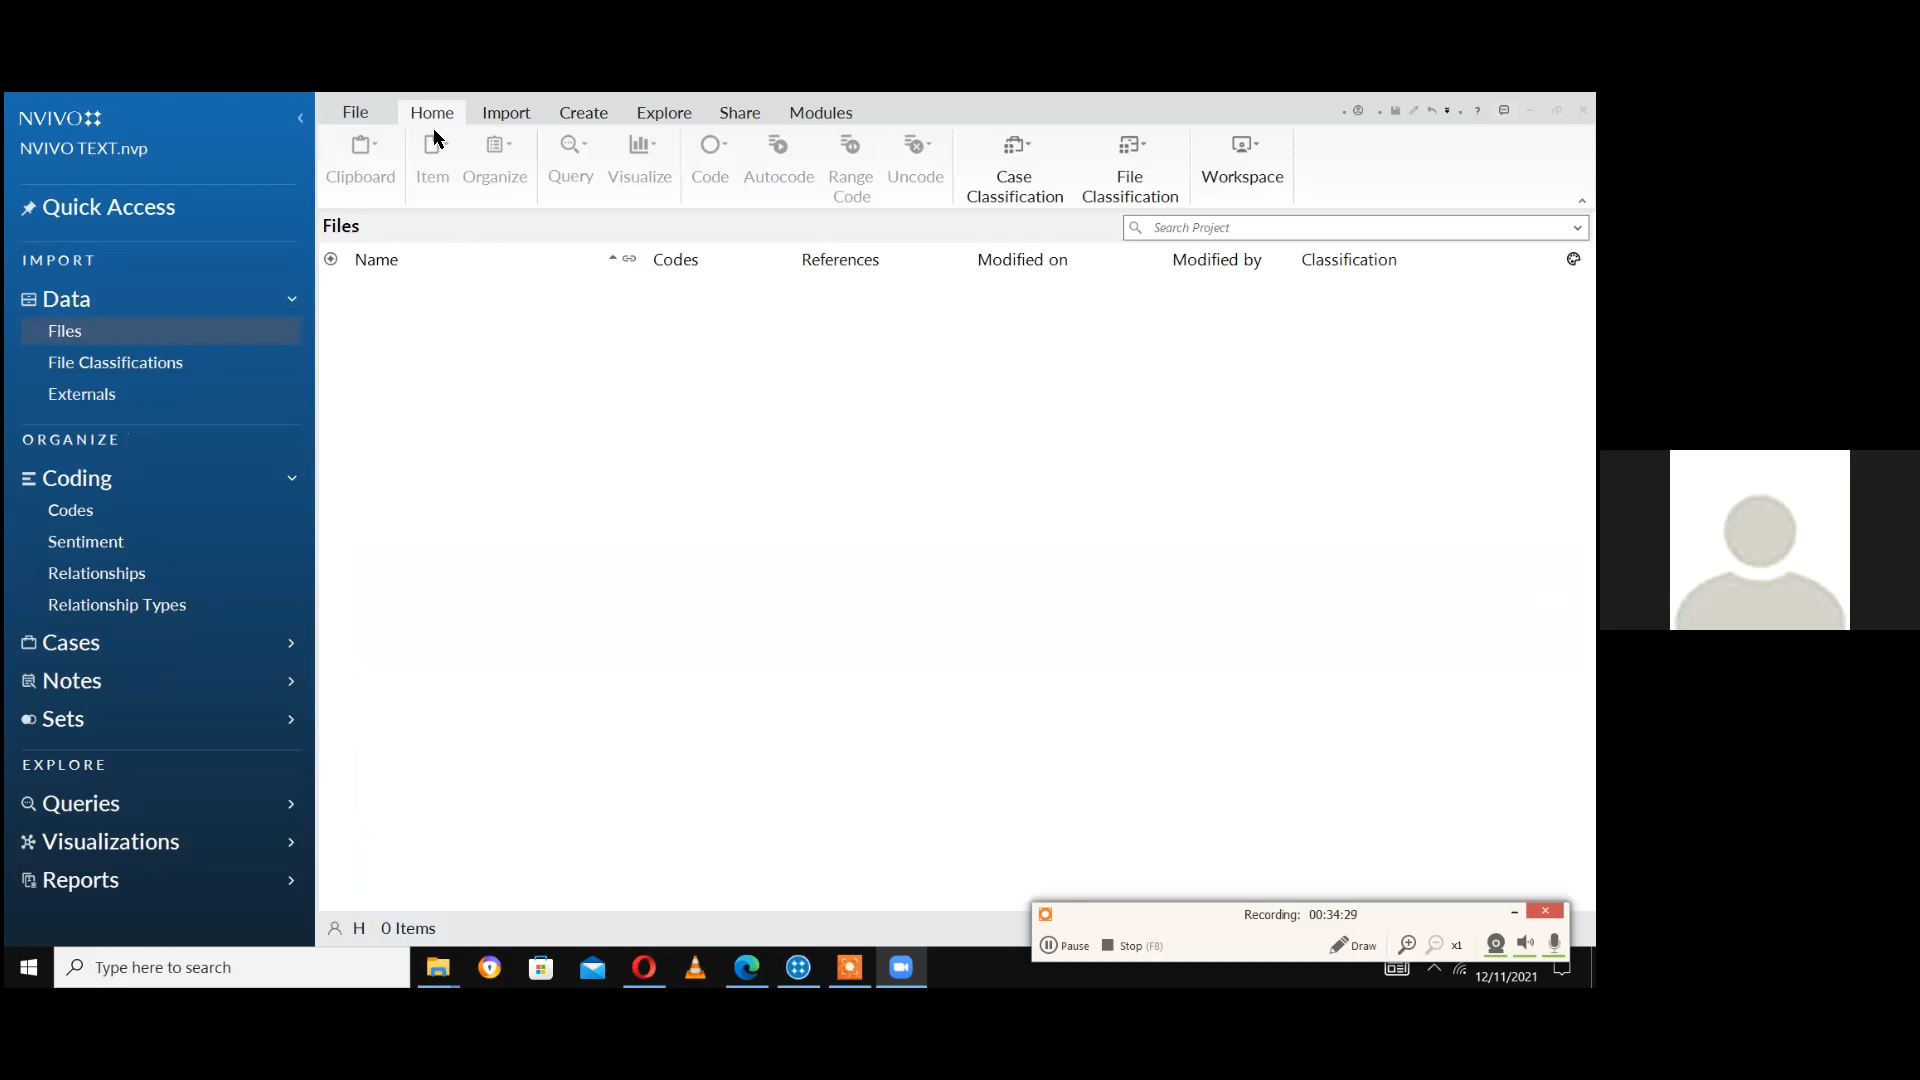 NVIVO
NVIVO TEXT.nvp
Quick Access
IMPORT
Data
Files
File Classifications
Externals
ORGANIZE
Coding
Codes
Sentiment
Relationships
Relationship Types
Cases
Notes
Sets
EXPLORE
Queries
Visualizations
Reports
File Home Import Create Explore Share Modules
Clipboard Item Organize Query Visualize Code Autocode Range Code Uncode Case Classification File Classification Workspace
Files Search Project
Name Codes References Modified on Modified by Classification
H 0 Items
Recording: 00:34:29
Pause Stop (F8) Draw x1
Type here to search
12/11/2021